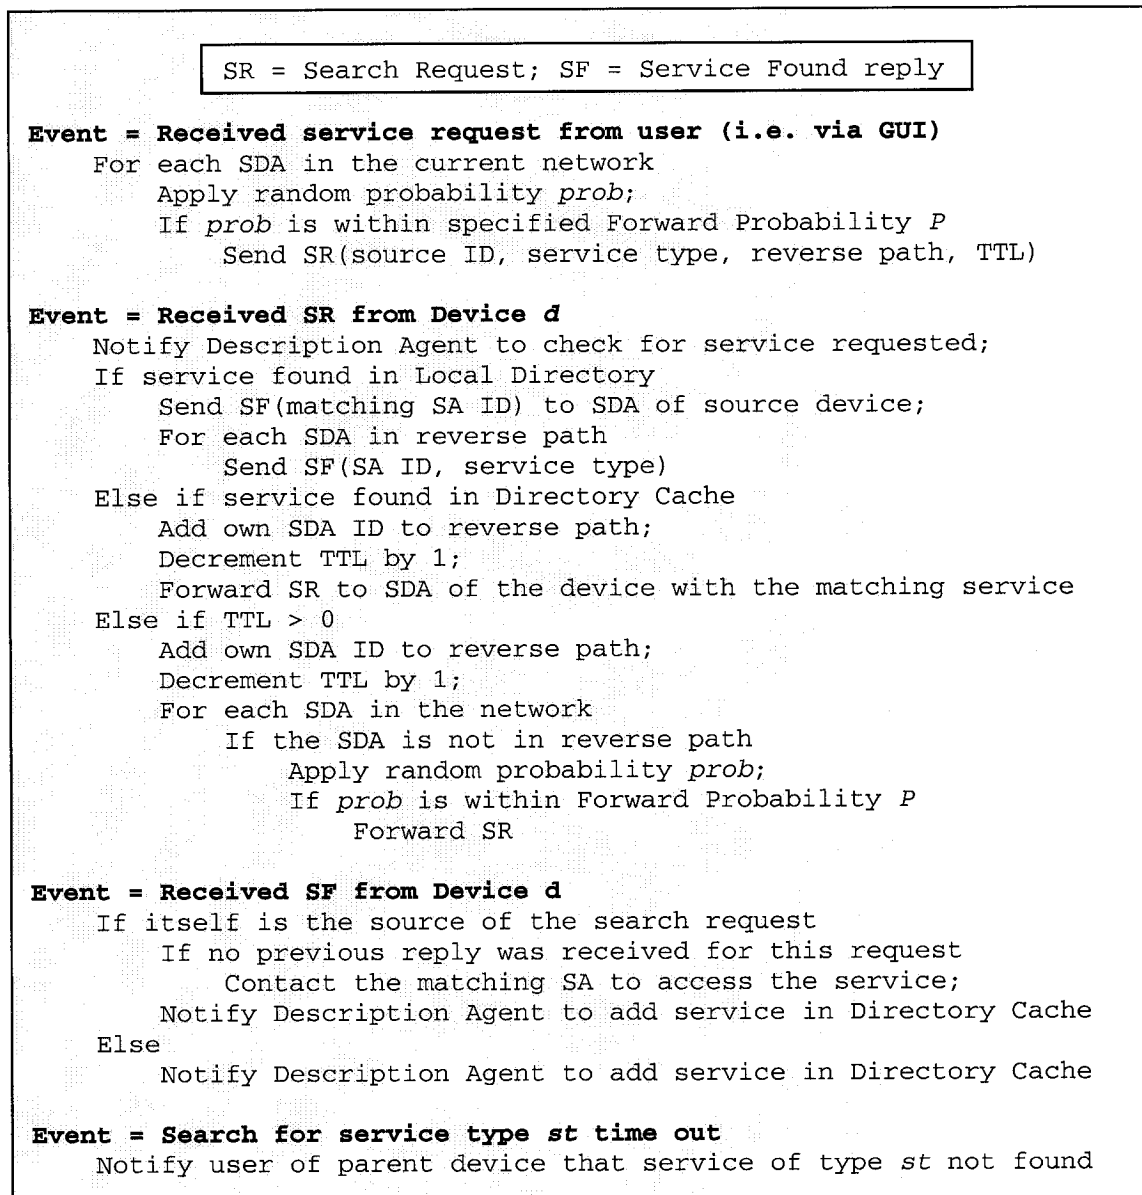 SR = Search Request; SF = Service Found reply
Event = Received service request from user (i.e. via GUI)
For each SDA in the current network
Apply random probability prob;
If prob is within specified Forward Probability P
Send SR(source ID, service type, reverse path, TTL)
Event = Received SR from Device d
Notify Description Agent to check for service requested;
If service found in Local Directory
Send SF(matching SA ID) to SDA of source device;
For each SDA in reverse path
Send SF(SA ID, service type)
Else if service found in Directory Cache
Add own SDA ID to reverse path;
Decrement TTL by 1;
Forward SR to SDA of the device with the matching service
Else if TTL > 0
Add own SDA ID to reverse path;
Decrement TTL by 1;
For each SDA in the network
If the SDA is not in reverse path
Apply random probability prob;
If prob is within Forward Probability P
Forward SR
Event = Received SF from Device d
If itself is the source of the search request
If no previous reply was received for this request
Contact the matching SA to access the service;
Notify Description Agent to add service in Directory Cache
Else
Notify Description Agent to add service in Directory Cache
Event = Search for service type st time out
Notify user of parent device that service of type st not found